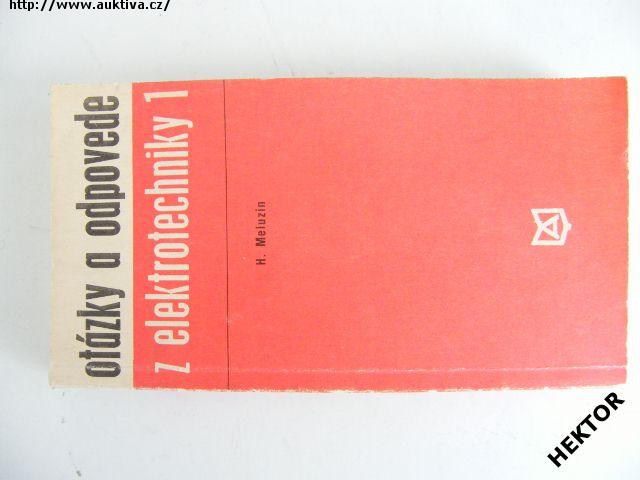 http://www.auktiva.cz/
otázky a odpovede
z elektrotechniky 1
H. Meluzin
HEKTOR